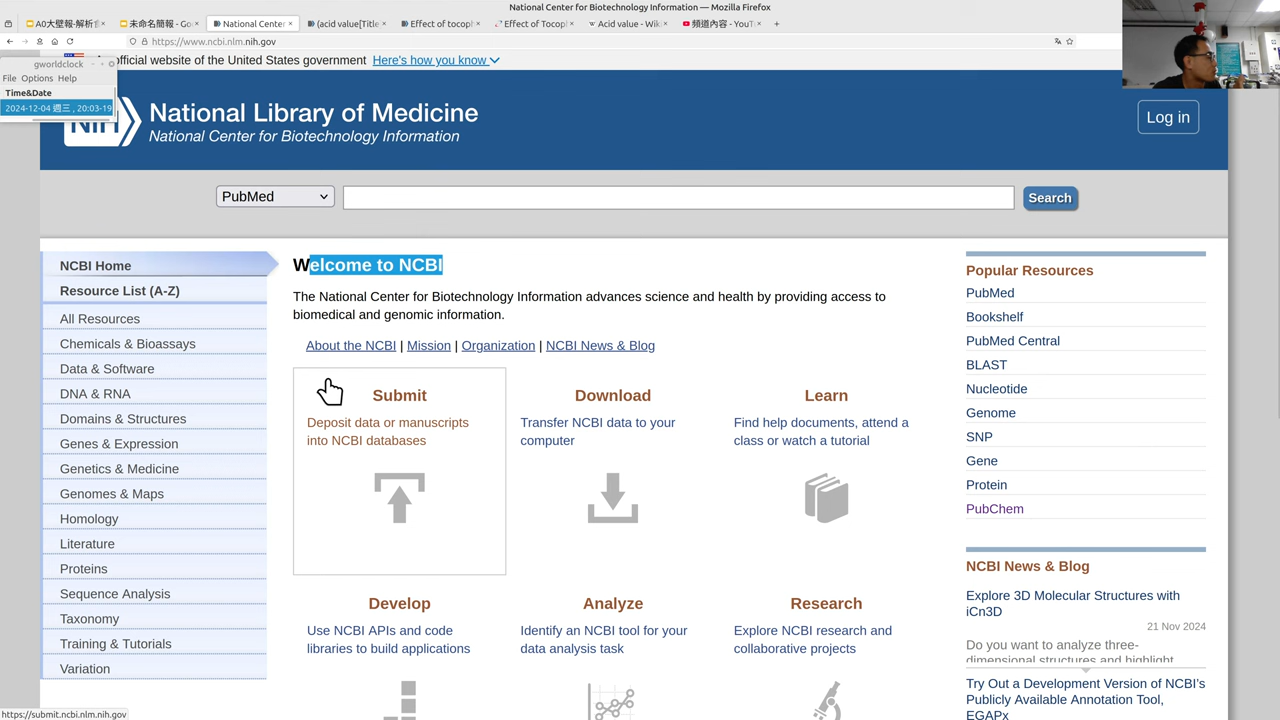 National Center for Biotechnology Information — Mozilla Firefox
A0大壁報-解析食
未命名簡報 - Go
National Center
(acid value[Title
Effect of tocoph
Effect of Tocop
Acid value - Wiki
頻道內容 - YouT
https://www.ncbi.nlm.nih.gov
official website of the United States government
Here's how you know
gworldclock
File Options Help
Time&Date
2024-12-04 週三 , 20:03-19
NIH
National Library of Medicine
National Center for Biotechnology Information
Log in
PubMed
Search
NCBI Home
Resource List (A-Z)
All Resources
Chemicals & Bioassays
Data & Software
DNA & RNA
Domains & Structures
Genes & Expression
Genetics & Medicine
Genomes & Maps
Homology
Literature
Proteins
Sequence Analysis
Taxonomy
Training & Tutorials
Variation
Welcome to NCBI
The National Center for Biotechnology Information advances science and health by providing access to
biomedical and genomic information.
About the NCBI | Mission | Organization | NCBI News & Blog
Submit
Deposit data or manuscripts
into NCBI databases
Download
Transfer NCBI data to your
computer
Learn
Find help documents, attend a
class or watch a tutorial
Develop
Use NCBI APIs and code
libraries to build applications
Analyze
Identify an NCBI tool for your
data analysis task
Research
Explore NCBI research and
collaborative projects
Popular Resources
PubMed
Bookshelf
PubMed Central
BLAST
Nucleotide
Genome
SNP
Gene
Protein
PubChem
NCBI News & Blog
Explore 3D Molecular Structures with
iCn3D
21 Nov 2024
Do you want to analyze three-
dimensional structures and highlight
Try Out a Development Version of NCBI's
Publicly Available Annotation Tool,
EGAPx
https://submit.ncbi.nlm.nih.gov